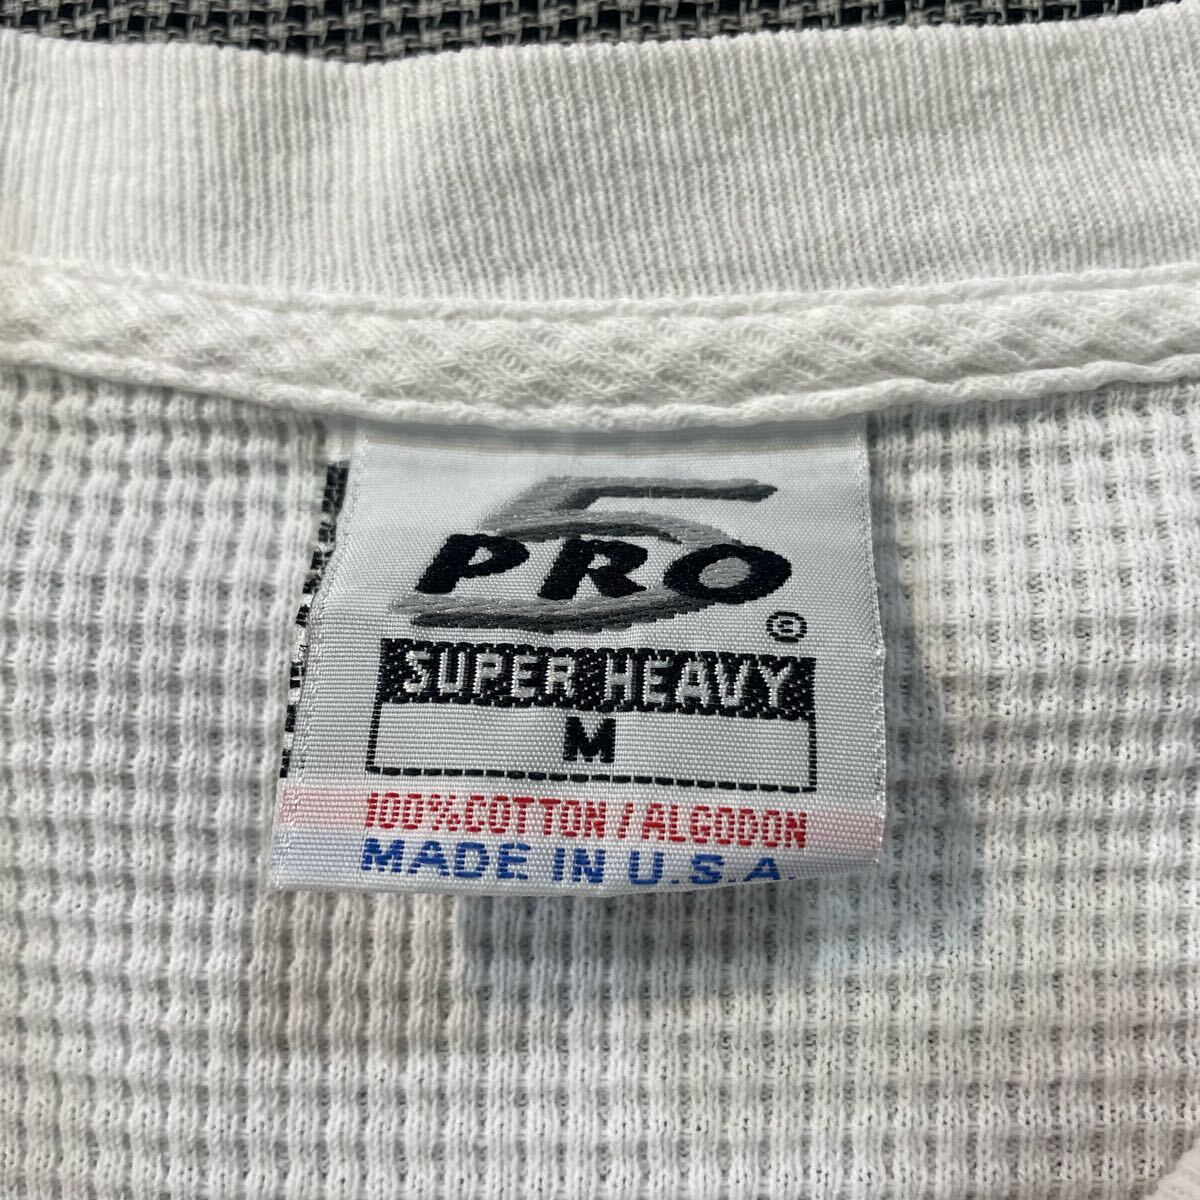 PRO 5
©
SUPER HEAVY
M
100% COTTON / ALGODON
MADE IN U.S.A.